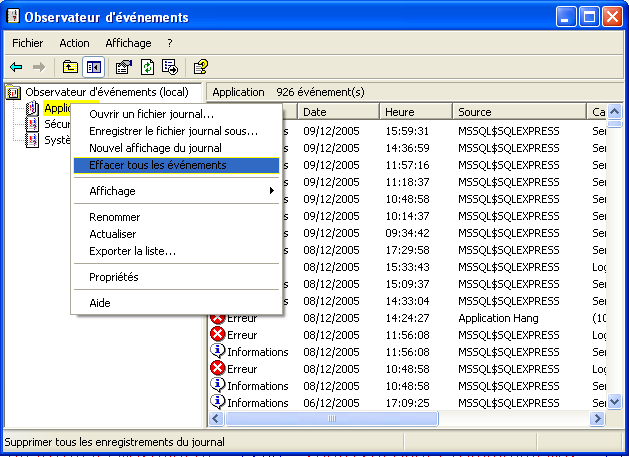 Observateur d'événements
Fichier Action Affichage ?
Observateur d'événements (local)
Application 926 événement(s)
Sécur
Systè
Ouvrir un fichier journal...
Enregistrer le fichier journal sous...
Nouvel affichage du journal
Effacer tous les événements
Affichage
Renommer
Actualiser
Exporter la liste...
Propriétés
Aide
Date Heure Source Ca
09/12/2005 15:59:31 MSSQL$SQLEXPRESS Ser
09/12/2005 14:36:59 MSSQL$SQLEXPRESS Ser
09/12/2005 11:57:16 MSSQL$SQLEXPRESS Ser
09/12/2005 11:18:37 MSSQL$SQLEXPRESS Ser
09/12/2005 10:48:58 MSSQL$SQLEXPRESS Ser
09/12/2005 10:14:37 MSSQL$SQLEXPRESS Ser
09/12/2005 09:34:42 MSSQL$SQLEXPRESS Ser
08/12/2005 17:29:58 MSSQL$SQLEXPRESS Ser
08/12/2005 15:33:43 MSSQL$SQLEXPRESS Log
08/12/2005 15:09:37 MSSQL$SQLEXPRESS Ser
08/12/2005 14:33:04 MSSQL$SQLEXPRESS Ser
Erreur 08/12/2005 14:24:27 Application Hang (10
Erreur 08/12/2005 11:56:08 MSSQL$SQLEXPRESS Log
Informations 08/12/2005 11:56:08 MSSQL$SQLEXPRESS Ser
Erreur 08/12/2005 10:48:58 MSSQL$SQLEXPRESS Log
Informations 08/12/2005 10:48:58 MSSQL$SQLEXPRESS Ser
Informations 06/12/2005 17:09:25 MSSQL$SQLEXPRESS Ser
Supprimer tous les enregistrements du journal